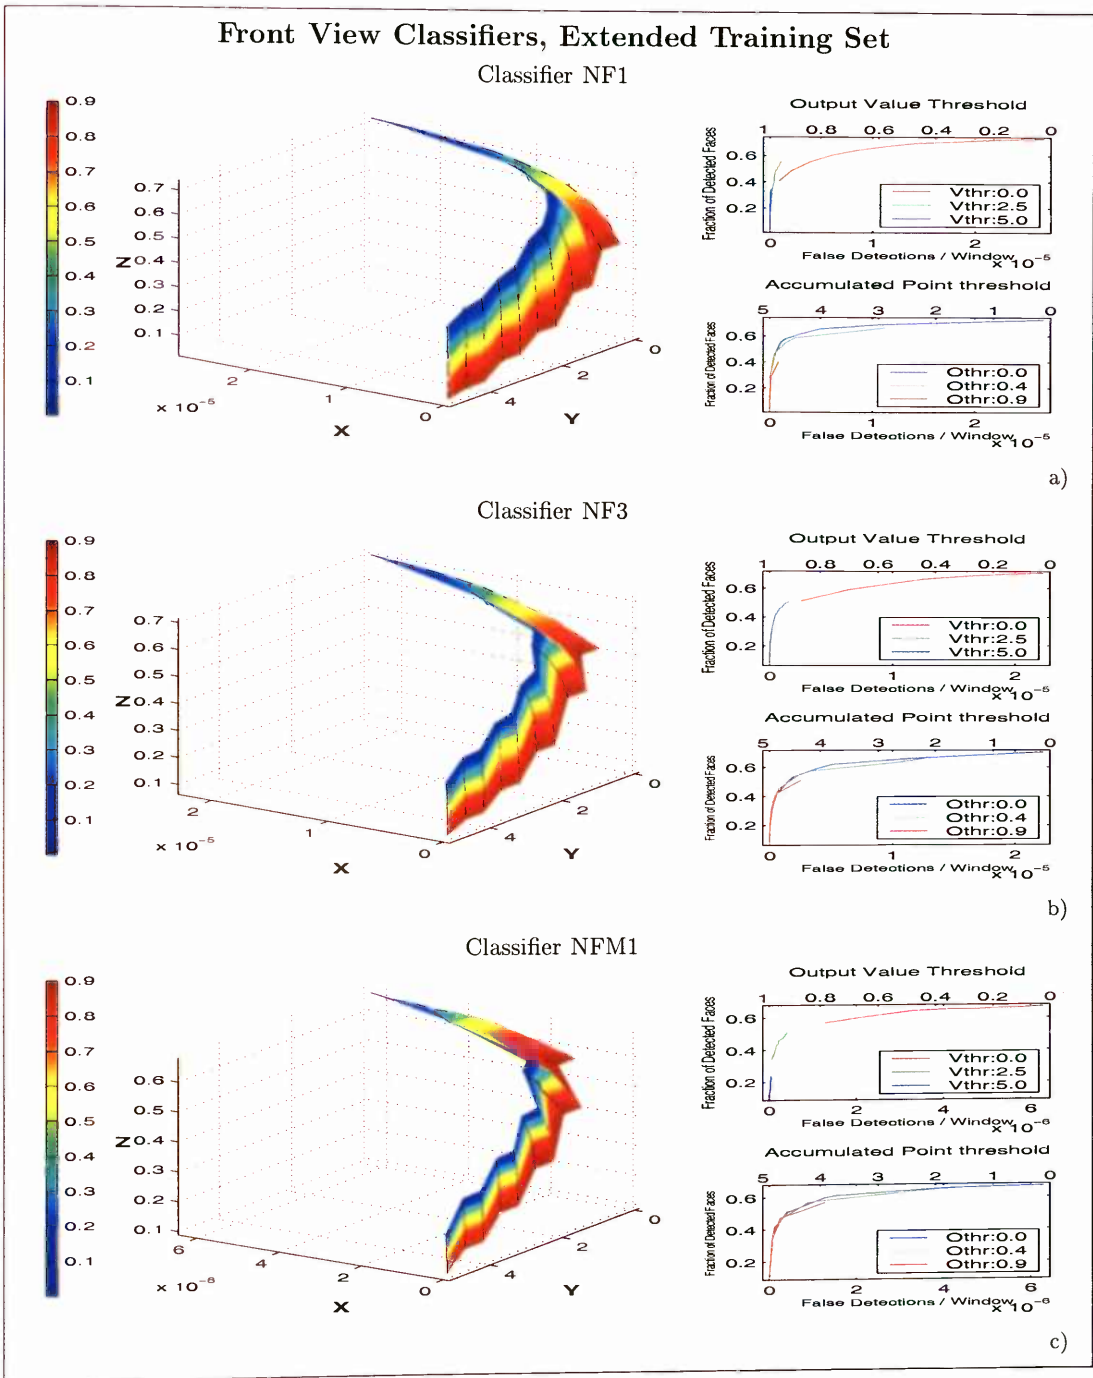 Front View Classifiers, Extended Training Set
Classifier NF1
0.9
0.8
0.7
0.6
0.5
0.4
0.3
0.2
0.1
0.7
0.6
0.5
Z 0.4
0.3
0.2
0.1
2
1
0
x 10⁻⁵
X
4
2
0
Y
Output Value Threshold
1 0.8 0.6 0.4 0.2 0
Fraction of Detected Faces
0.6
0.4
0.2
Vthr:0.0
Vthr:2.5
Vthr:5.0
0 1 2
False Detections / Window x 10⁻⁵
Accumulated Point threshold
5 4 3 2 1 0
Fraction of Detected Faces
0.6
0.4
0.2
Othr:0.0
Othr:0.4
Othr:0.9
0 1 2
False Detections / Window x 10⁻⁵
a)
Classifier NF3
0.9
0.8
0.7
0.6
0.5
0.4
0.3
0.2
0.1
0.7
0.6
0.5
Z 0.4
0.3
0.2
0.1
2
1
0
x 10⁻⁵
X
4
2
0
Y
Output Value Threshold
1 0.8 0.6 0.4 0.2 0
Fraction of Detected Faces
0.6
0.4
0.2
Vthr:0.0
Vthr:2.5
Vthr:5.0
0 1 2
False Detections / Window x 10⁻⁵
Accumulated Point threshold
5 4 3 2 1 0
Fraction of Detected Faces
0.6
0.4
0.2
Othr:0.0
Othr:0.4
Othr:0.9
0 1 2
False Detections / Window x 10⁻⁵
b)
Classifier NFM1
0.9
0.8
0.7
0.6
0.5
0.4
0.3
0.2
0.1
0.6
0.5
Z 0.4
0.3
0.2
0.1
6
4
2
0
x 10⁻⁶
X
4
2
0
Y
Output Value Threshold
1 0.8 0.6 0.4 0.2 0
Fraction of Detected Faces
0.6
0.4
0.2
Vthr:0.0
Vthr:2.5
Vthr:5.0
0 2 4 6
False Detections / Window x 10⁻⁶
Accumulated Point threshold
5 4 3 2 1 0
Fraction of Detected Faces
0.6
0.4
0.2
Othr:0.0
Othr:0.4
Othr:0.9
0 2 4 6
False Detections / Window x 10⁻⁶
c)